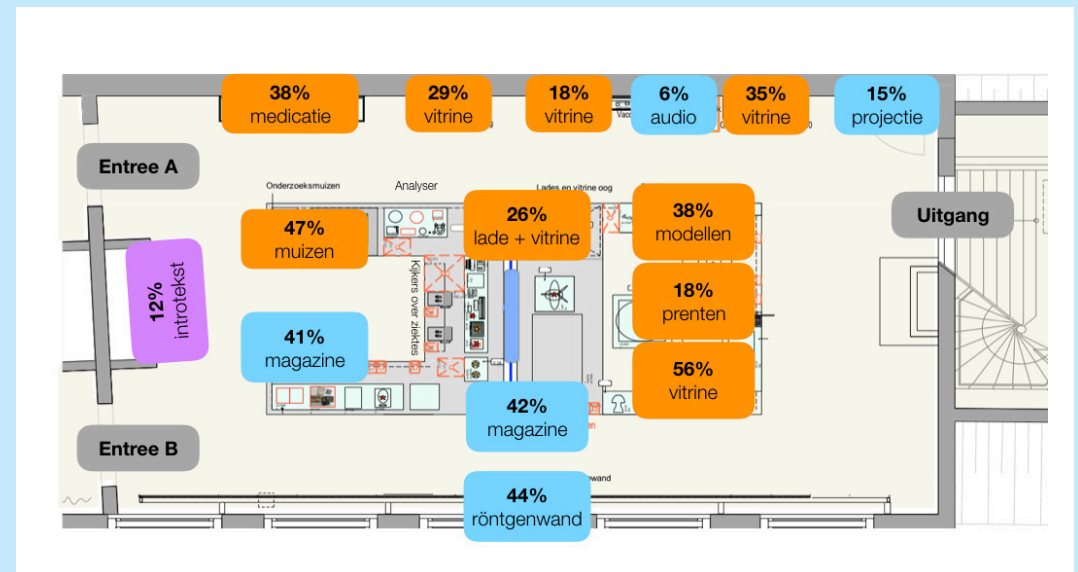 38%
medicatie
29%
vitrine
18%
vitrine
6%
audio
35%
vitrine
15%
projectie
Vacc
Entree A
Onderzoeksmuizen
Analyser
Lades en vitrine oog
47%
muizen
26%
lade + vitrine
38%
modellen
Uitgang
12%
introtekst
Kijkers over ziektes
18%
prenten
41%
magazine
56%
vitrine
42%
magazine
Entree B
wand
44%
röntgenwand